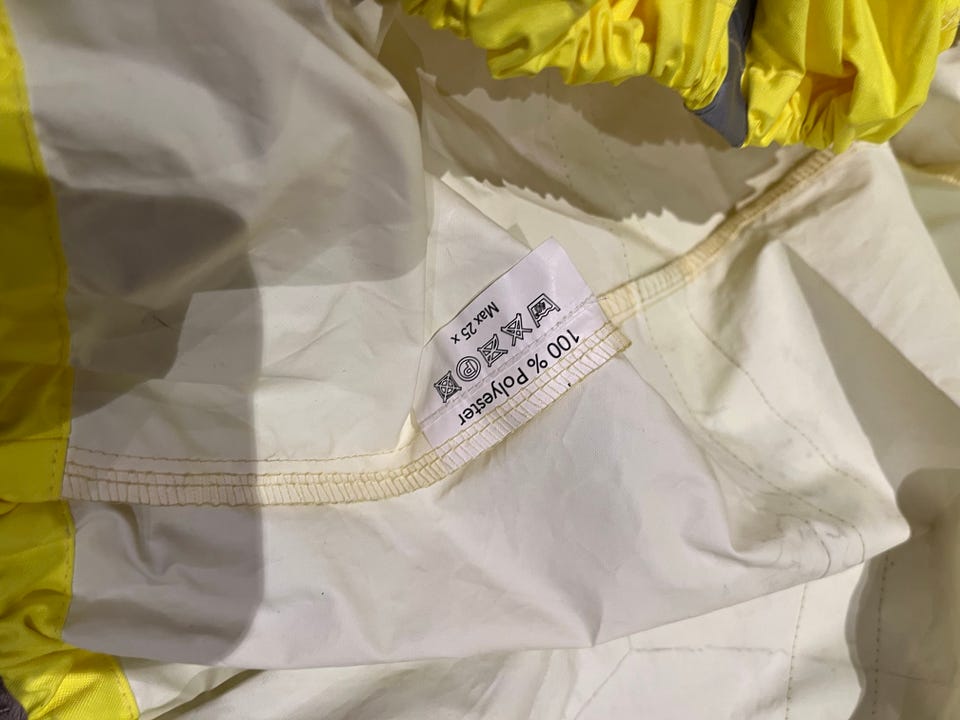 100 % Polyester
P
Max 25 x